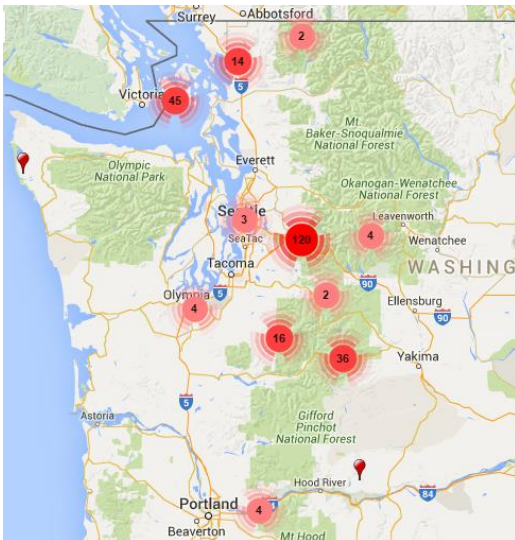 Surrey
Abbotsford
2
14
5
Victoria
45
Mt.
Baker-Snoqualmie
National Forest
Everett
Olympic
National Park
Okanogan-Wenatchee
National Forest
Seattle
3
SeaTac
120
4
Leavenworth
Wenatchee
WASHING
Tacoma
90
Olympia
5
4
2
Ellensburg
90
16
36
Yakima
5
Astoria
Gifford
Pinchot
National Forest
Hood River
84
Portland
4
Beaverton
Mt Hood